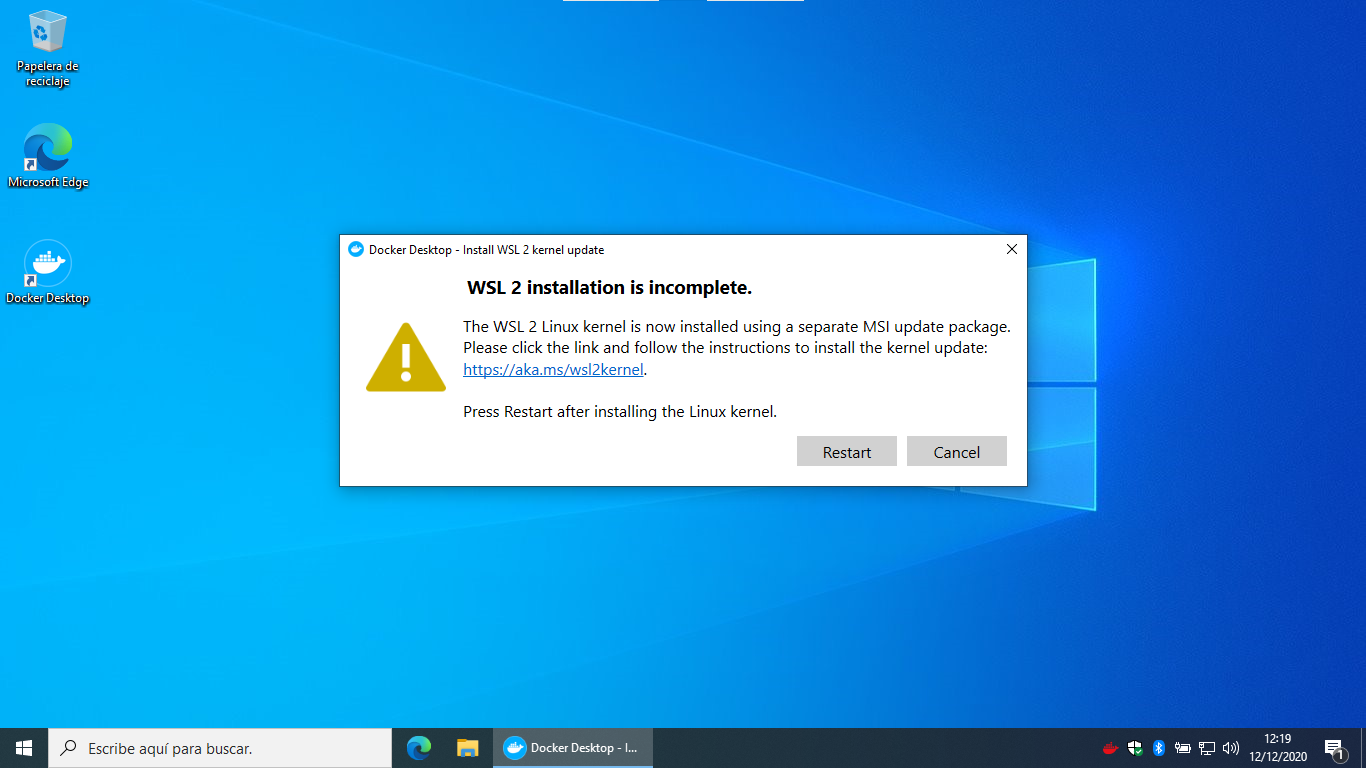 Papelera de
reciclaje
Microsoft Edge
Docker Desktop
Docker Desktop - Install WSL 2 kernel update
WSL 2 installation is incomplete.
The WSL 2 Linux kernel is now installed using a separate MSI update package.
Please click the link and follow the instructions to install the kernel update:
https://aka.ms/wsl2kernel.
Press Restart after installing the Linux kernel.
Restart
Cancel
Escribe aquí para buscar.
Docker Desktop - I...
12:19
12/12/2020
1